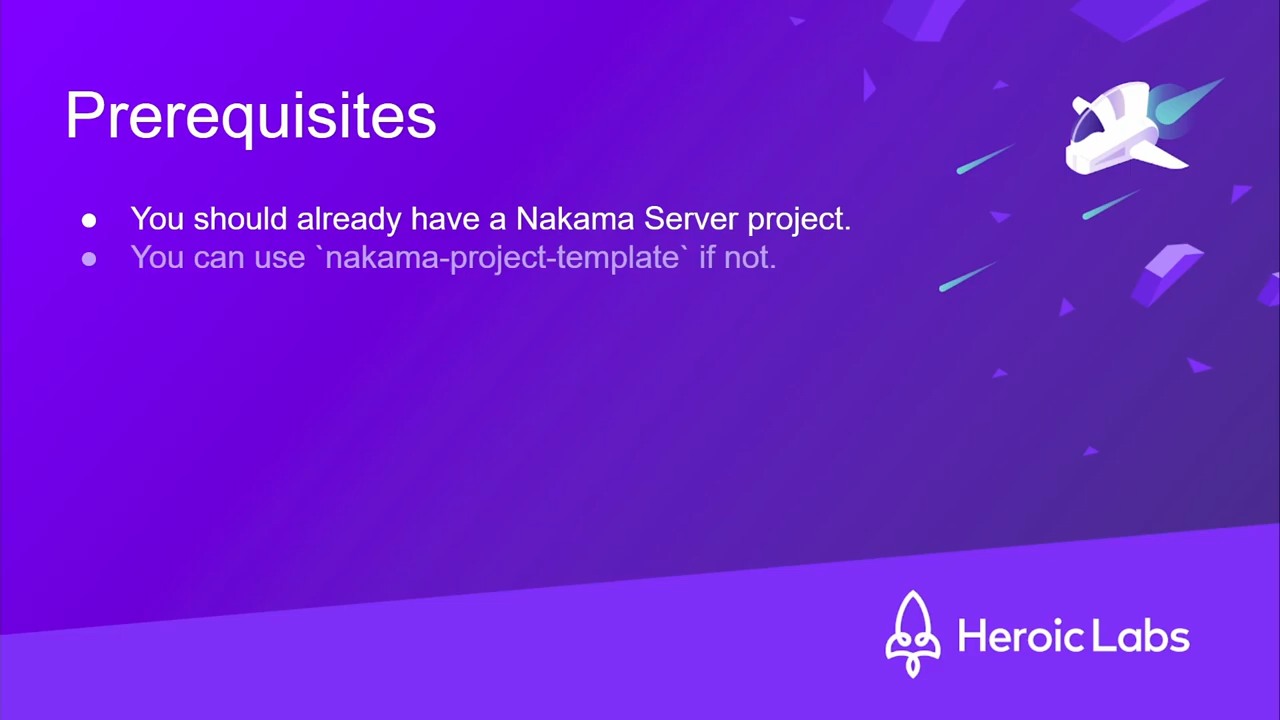 Prerequisites
● You should already have a Nakama Server project.
● You can use `nakama-project-template` if not.
Heroic Labs